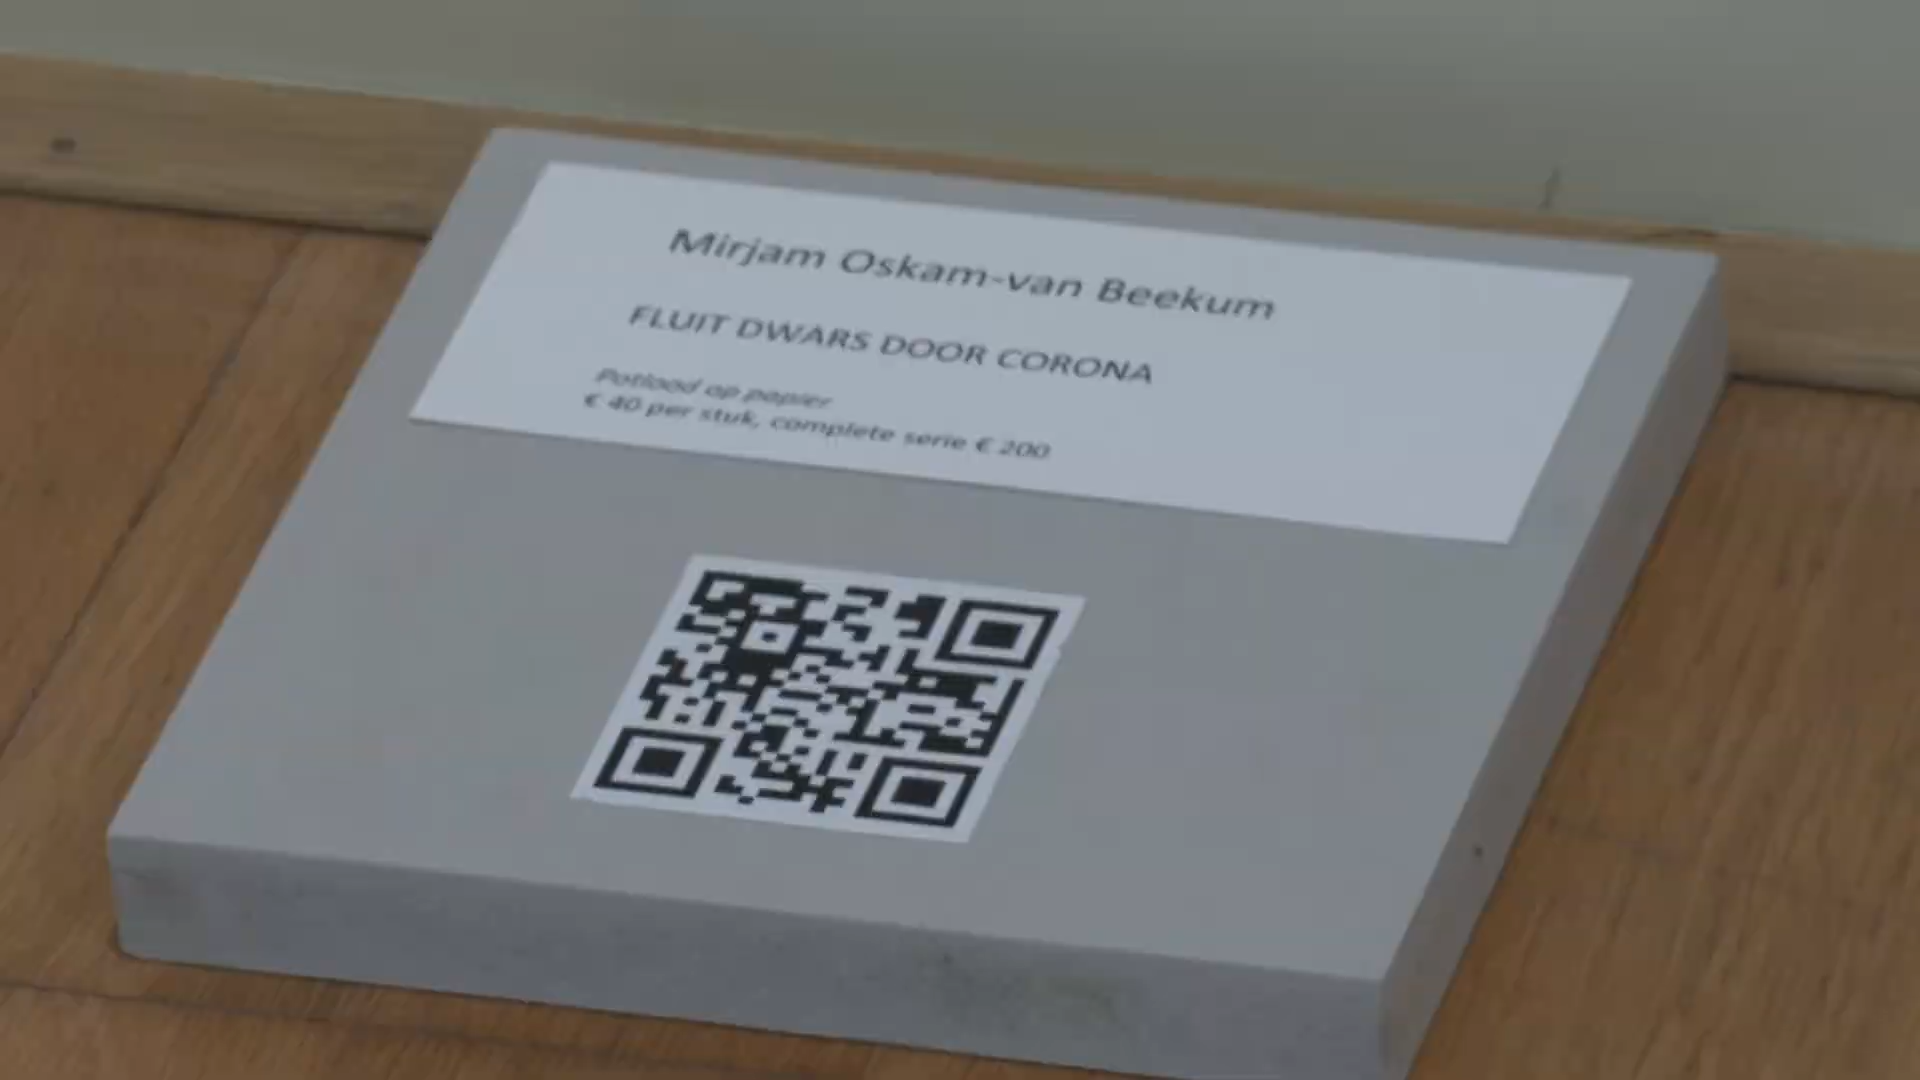 Mirjam Oskam-van Beekum
FLUIT DWARS DOOR CORONA
Potlood op papier
€ 40 per stuk, complete serie € 200